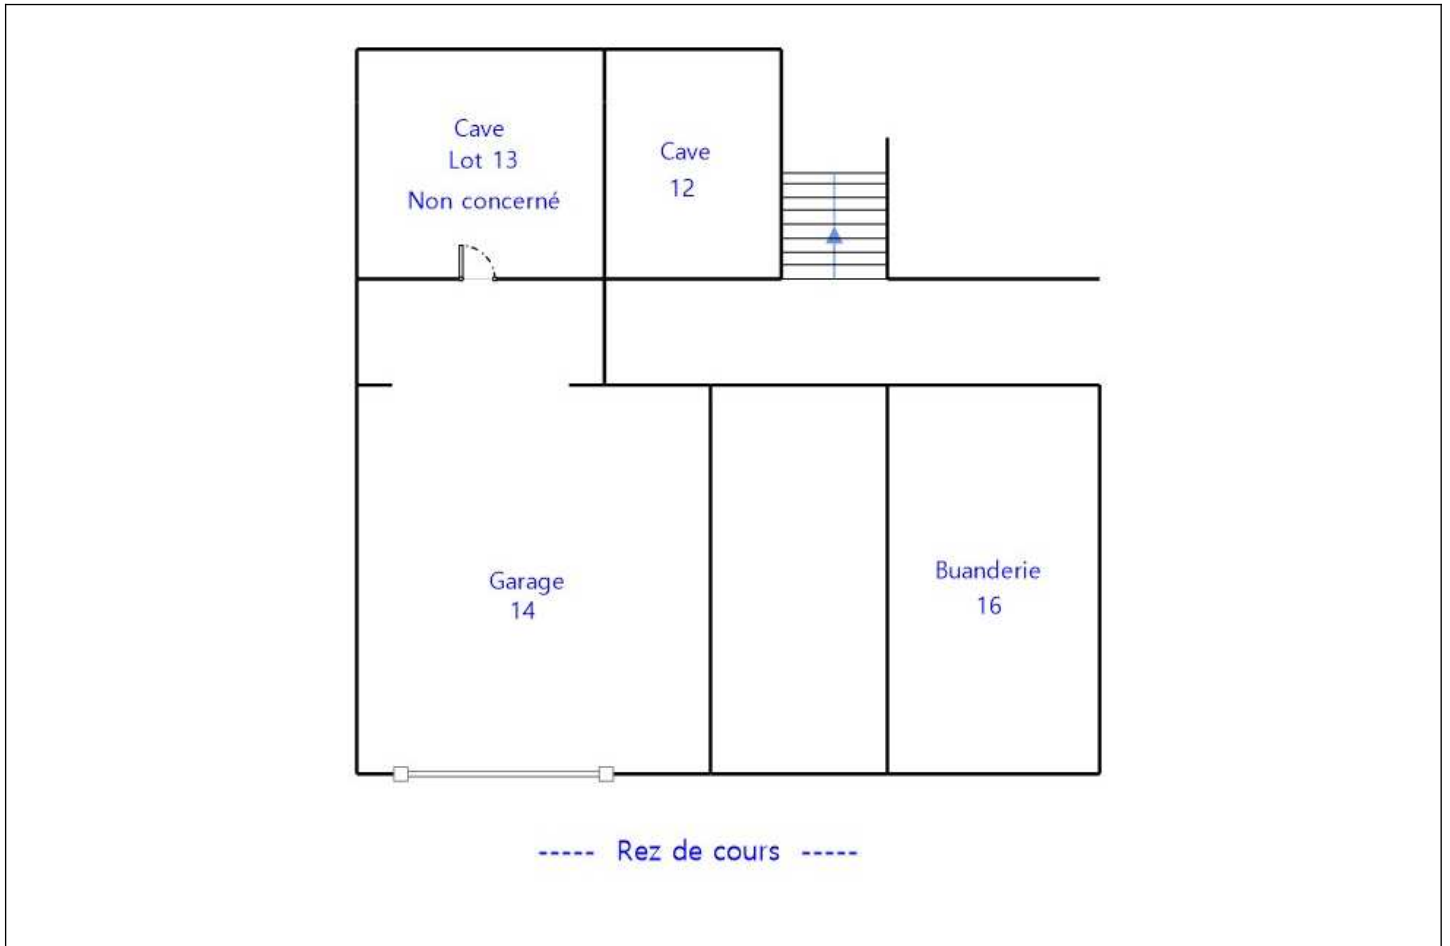 Cave
Lot 13
Non concerné
Cave
12
Garage
14
Buanderie
16
----- Rez de cours -----